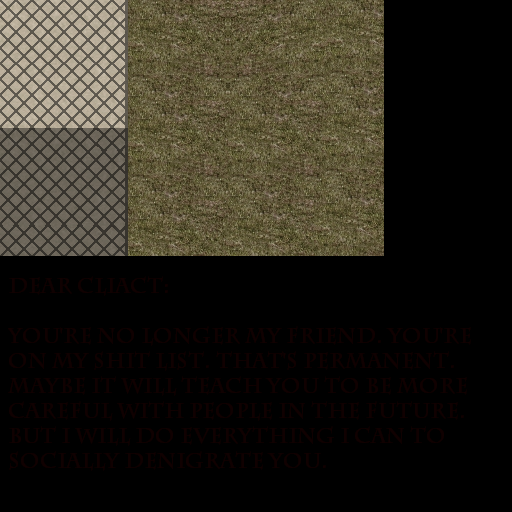 DEAR CLIACT:
YOU'RE NO LONGER MY FRIEND. YOU'RE
ON MY SHIT LIST. THAT'S PERMANENT.
MAYBE IT WILL TEACH YOU TO BE MORE
CAREFUL WITH PEOPLE IN THE FUTURE.
BUT I WILL DO EVERYTHING I CAN TO
SOCIALLY DENIGRATE YOU.